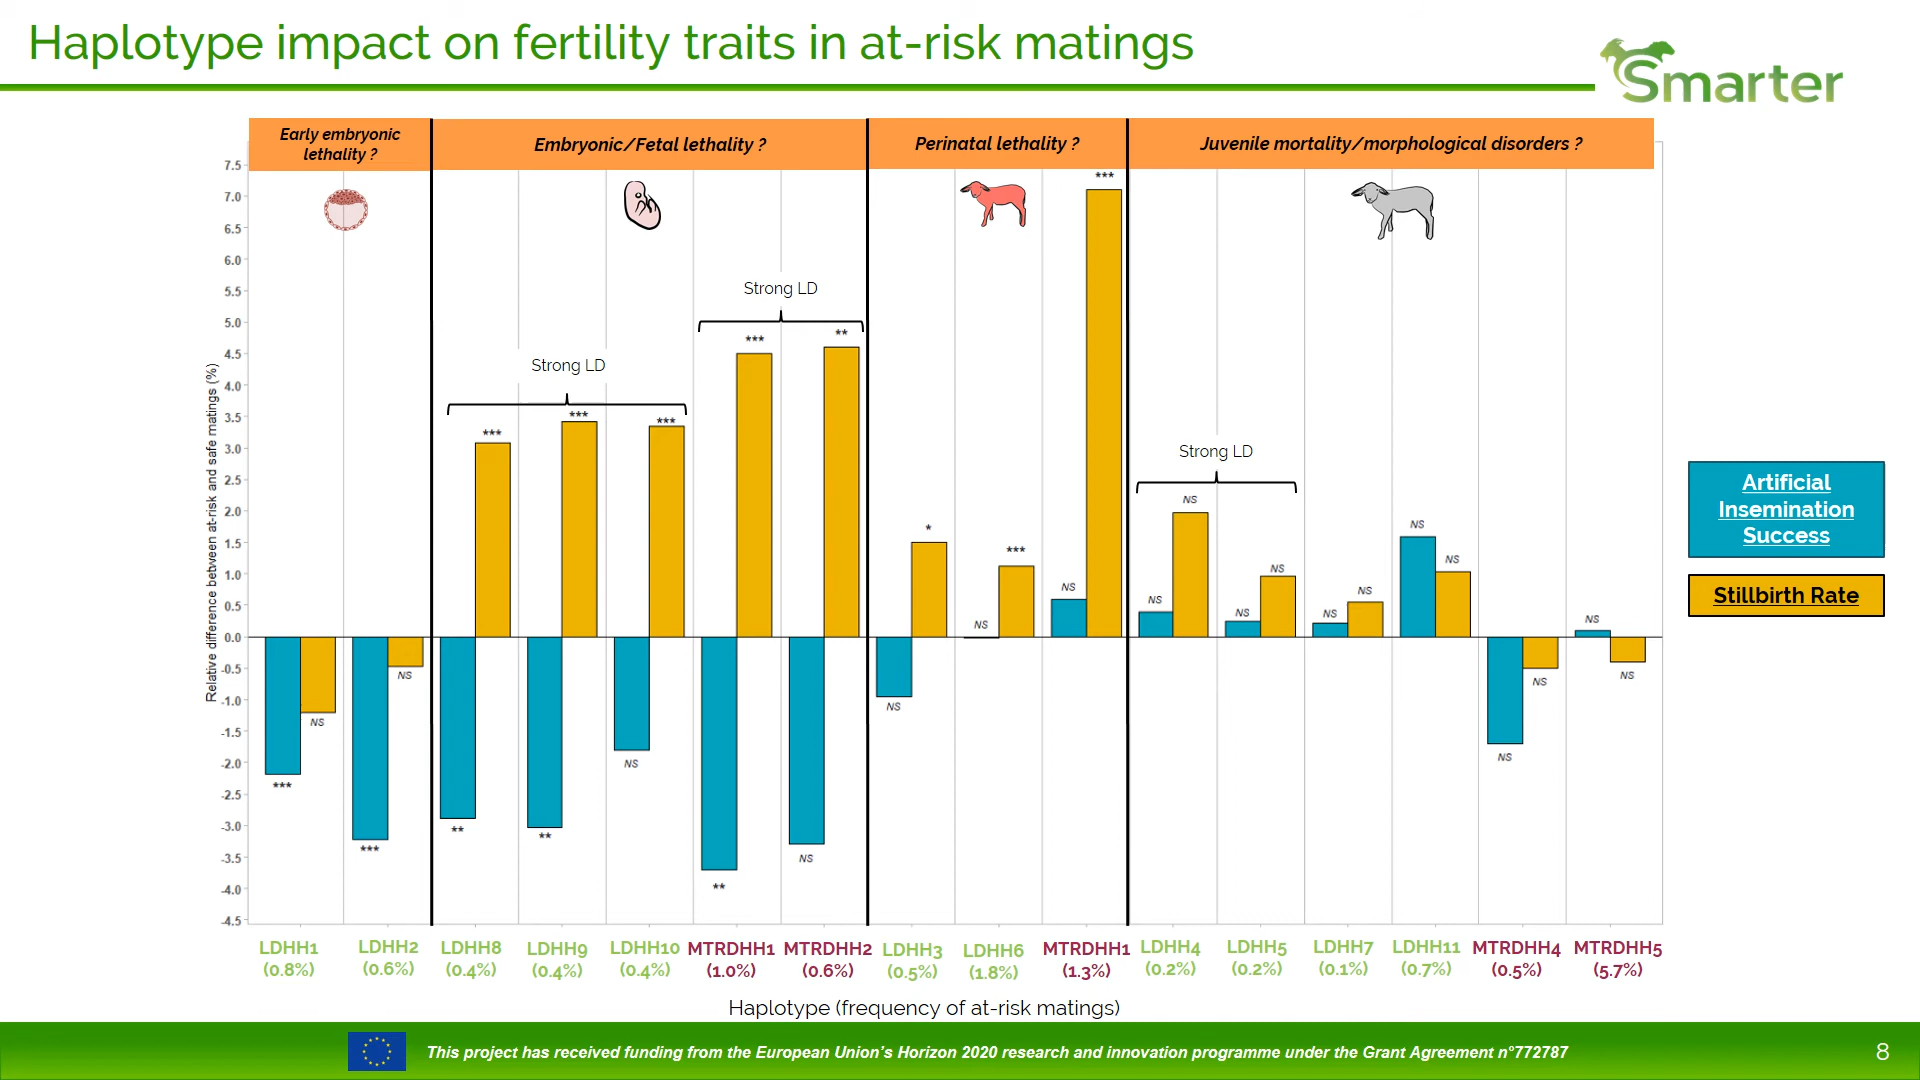 Haplotype impact on fertility traits in at-risk matings
Smarter
Early embryonic
lethality ?
Embryonic/Fetal lethality ?
Perinatal lethality ?
Juvenile mortality/morphological disorders ?
Relative difference between at-risk and safe matings (%)
7.5
7.0
6.5
6.0
5.5
5.0
4.5
4.0
3.5
3.0
2.5
2.0
1.5
1.0
0.5
0.0
-0.5
-1.0
-1.5
-2.0
-2.5
-3.0
-3.5
-4.0
-4.5
***
NS
***
NS
**
***
**
***
NS
***
Strong LD
**
***
NS
**
Strong LD
NS
*
NS
***
NS
***
NS
NS
NS
NS
Strong LD
NS
NS
NS
NS
NS
NS
NS
NS
Artificial
Insemination
Success
Stillbirth Rate
LDHH1 LDHH2 LDHH8 LDHH9 LDHH10 MTRDHH1 MTRDHH2 LDHH3 LDHH6 MTRDHH1 LDHH4 LDHH5 LDHH7 LDHH11 MTRDHH4 MTRDHH5
(0.8%) (0.6%) (0.4%) (0.4%) (0.4%) (1.0%) (0.6%) (0.5%) (1.8%) (1.3%) (0.2%) (0.2%) (0.1%) (0.7%) (0.5%) (5.7%)
Haplotype (frequency of at-risk matings)
This project has received funding from the European Union's Horizon 2020 research and innovation programme under the Grant Agreement n°772787
8